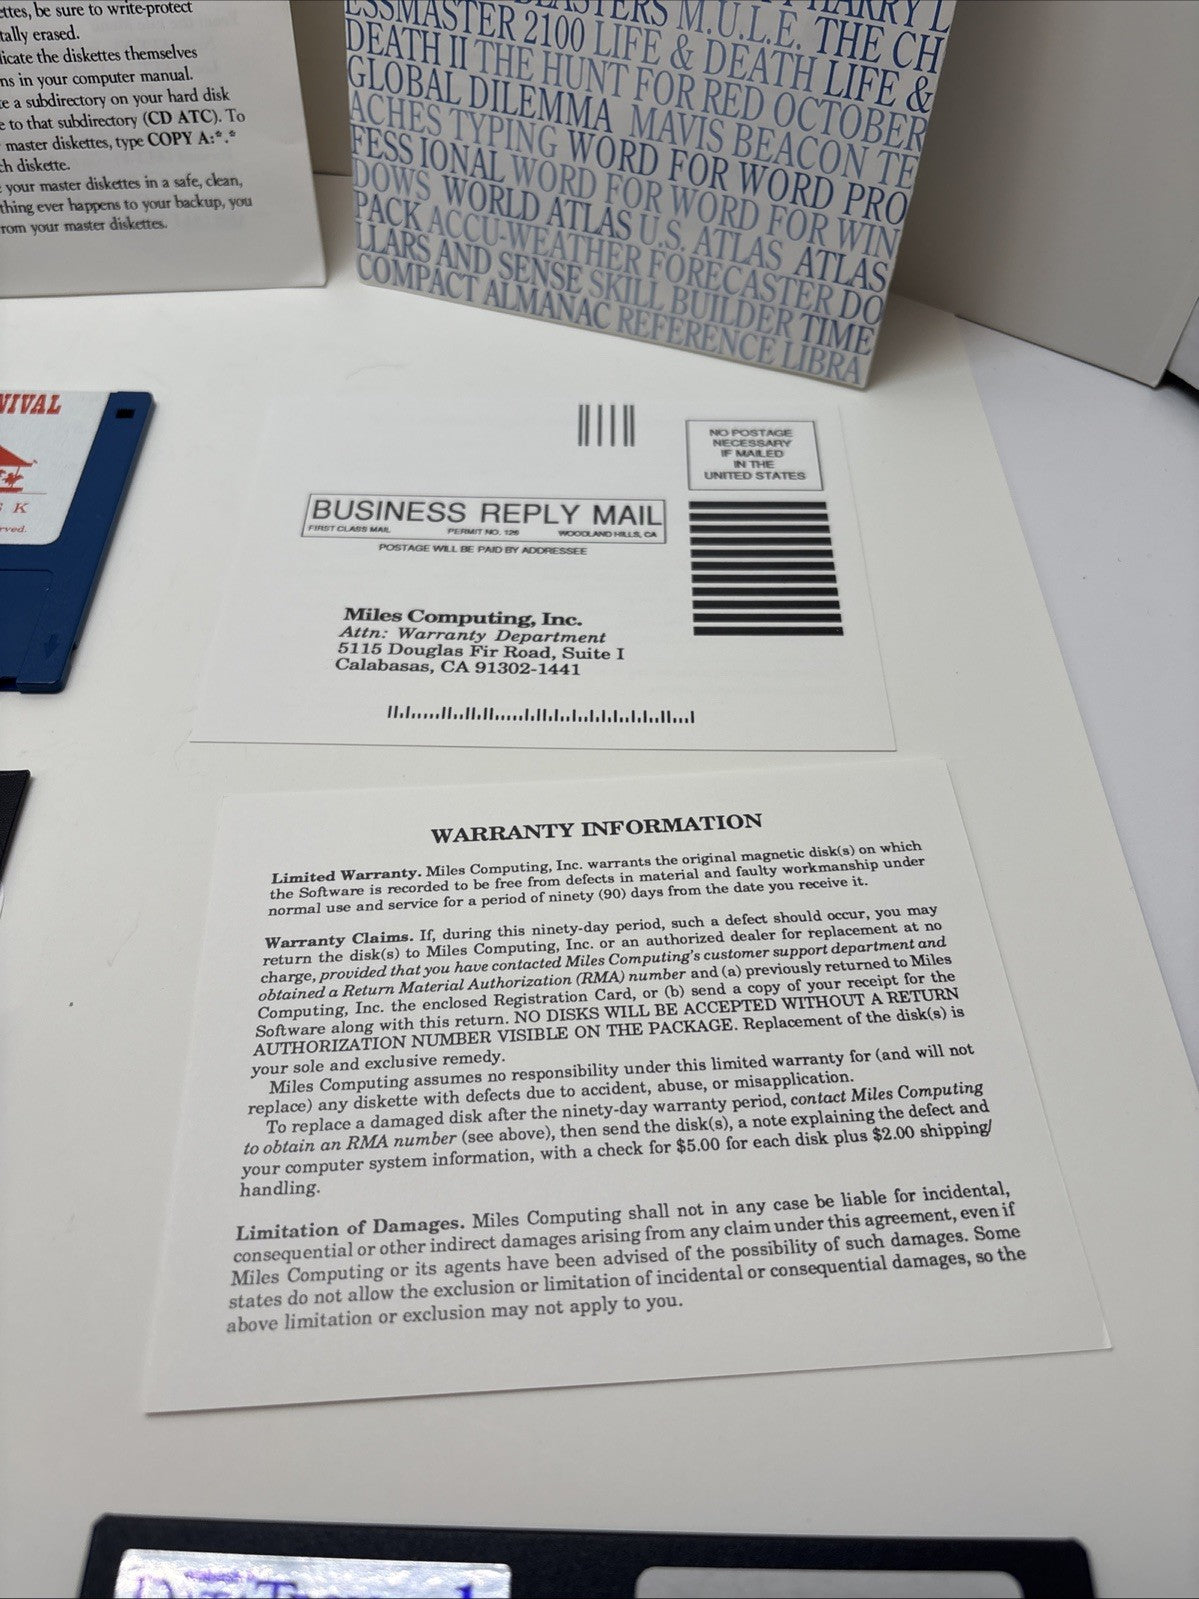 ettes, be sure to write-protect
tally erased.
licate the diskettes themselves
ns in your computer manual.
te a subdirectory on your hard disk
e to that subdirectory (CD ATC). To
master diskettes, type COPY A:*.*
ch diskette.
your master diskettes in a safe, clean,
thing ever happens to your backup, you
rom your master diskettes.
ESSMASTER 2100 LIFE & DEATH LIFE &
M.U.L.E. THE CH
DEATH II THE HUNT FOR RED OCTOBER
GLOBAL DILEMMA MAVIS BEACON TE
ACHES TYPING WORD FOR WORD PRO
FESSIONAL WORD FOR WORD FOR WIN
DOWS WORLD ATLAS U.S. ATLAS ATLAS
PACK ACCU-WEATHER FORECASTER DO
LLARS AND SENSE SKILL BUILDER TIME
COMPACT ALMANAC REFERENCE LIBRA
NIVAL
S K
rved.
NO POSTAGE
NECESSARY
IF MAILED
IN THE
UNITED STATES
BUSINESS REPLY MAIL
FIRST CLASS MAIL PERMIT NO. 126 WOODLAND HILLS, CA
POSTAGE WILL BE PAID BY ADDRESSEE
Miles Computing, Inc.
Attn: Warranty Department
5115 Douglas Fir Road, Suite I
Calabasas, CA 91302-1441
WARRANTY INFORMATION
Limited Warranty. Miles Computing, Inc. warrants the original magnetic disk(s) on which
the Software is recorded to be free from defects in material and faulty workmanship under
normal use and service for a period of ninety (90) days from the date you receive it.
Warranty Claims. If, during this ninety-day period, such a defect should occur, you may
return the disk(s) to Miles Computing, Inc. or an authorized dealer for replacement at no
charge, provided that you have contacted Miles Computing's customer support department and
obtained a Return Material Authorization (RMA) number and (a) previously returned to Miles
Computing, Inc. the enclosed Registration Card, or (b) send a copy of your receipt for the
Software along with this return. NO DISKS WILL BE ACCEPTED WITHOUT A RETURN
AUTHORIZATION NUMBER VISIBLE ON THE PACKAGE. Replacement of the disk(s) is
your sole and exclusive remedy.
Miles Computing assumes no responsibility under this limited warranty for (and will not
replace) any diskette with defects due to accident, abuse, or misapplication.
To replace a damaged disk after the ninety-day warranty period, contact Miles Computing
to obtain an RMA number (see above), then send the disk(s), a note explaining the defect and
your computer system information, with a check for $5.00 for each disk plus $2.00 shipping/
handling.
Limitation of Damages. Miles Computing shall not in any case be liable for incidental,
consequential or other indirect damages arising from any claim under this agreement, even if
Miles Computing or its agents have been advised of the possibility of such damages. Some
states do not allow the exclusion or limitation of incidental or consequential damages, so the
above limitation or exclusion may not apply to you.